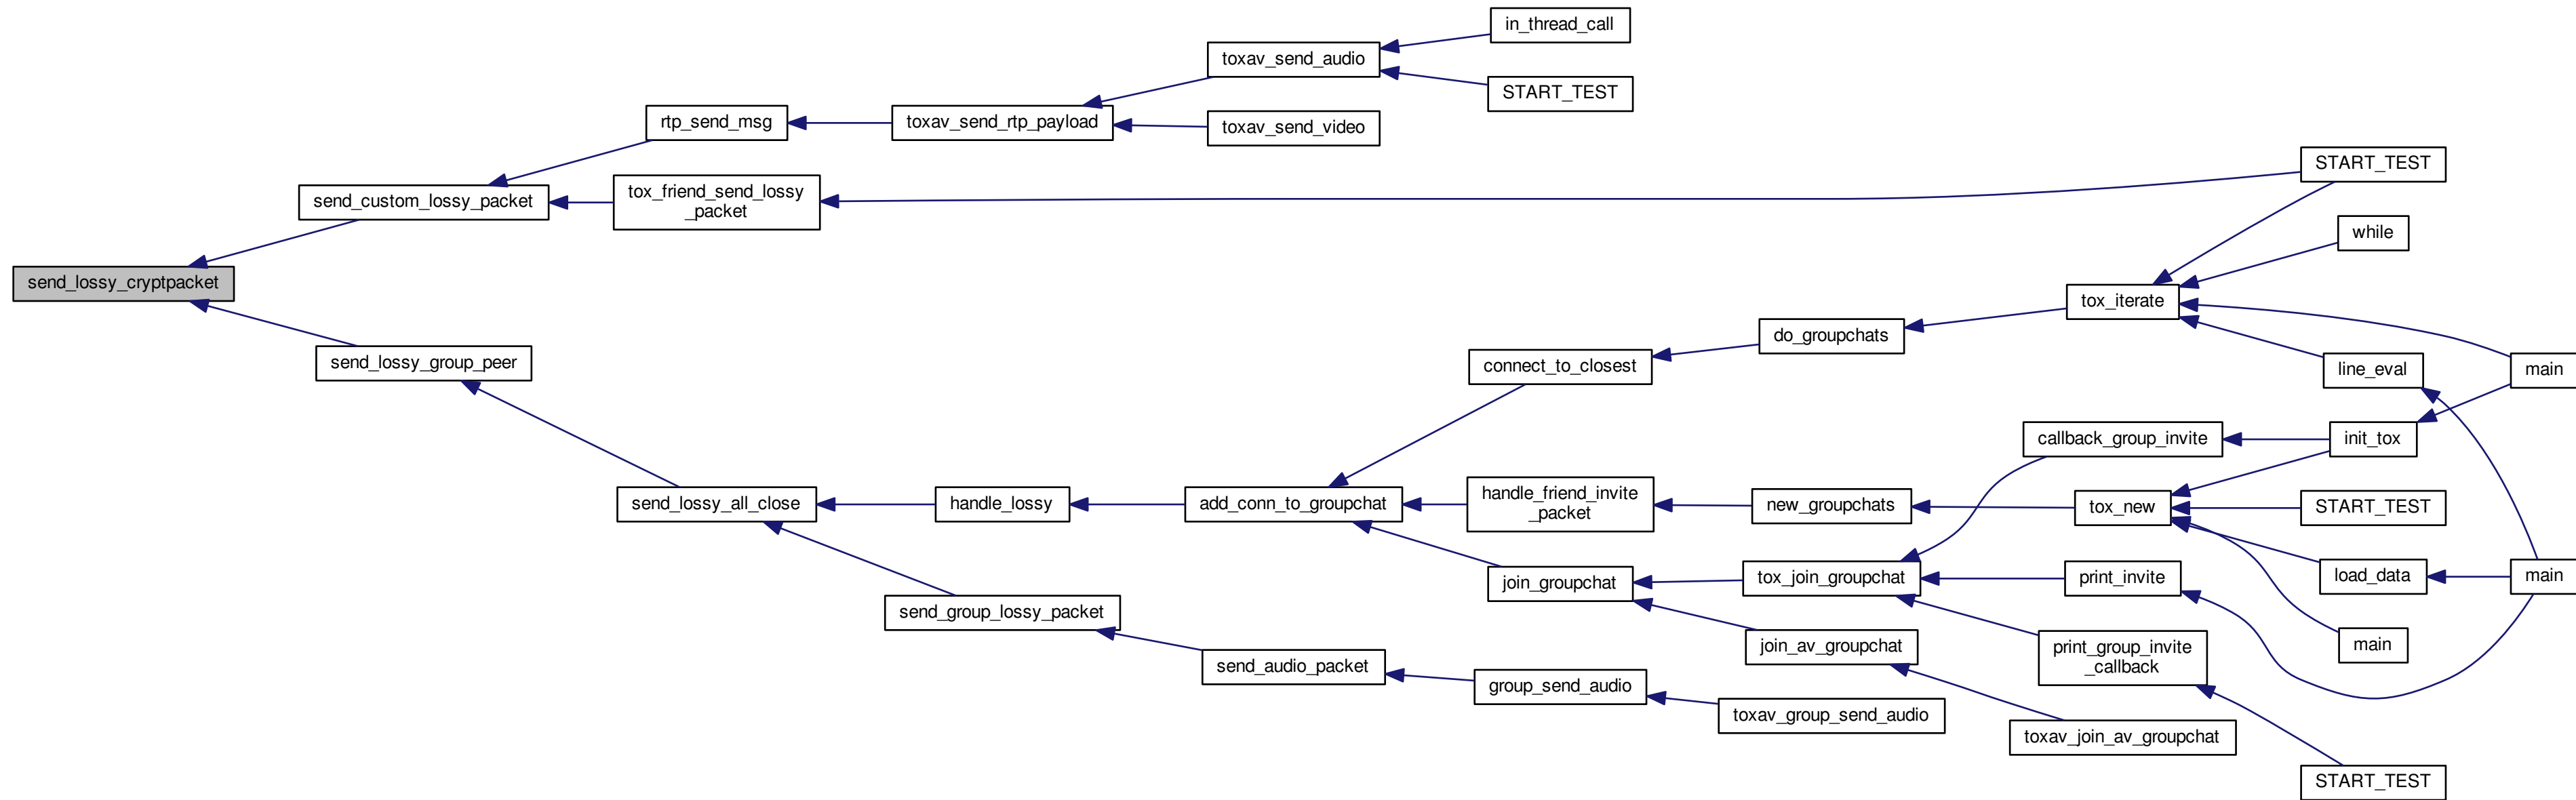 in_thread_call
toxav_send_audio
START_TEST
rtp_send_msg
toxav_send_rtp_payload
toxav_send_video
START_TEST
send_custom_lossy_packet
tox_friend_send_lossy
_packet
while
send_lossy_cryptpacket
tox_iterate
do_groupchats
send_lossy_group_peer
connect_to_closest
line_eval
main
callback_group_invite
init_tox
send_lossy_all_close
handle_lossy
add_conn_to_groupchat
handle_friend_invite
_packet
new_groupchats
tox_new
START_TEST
join_groupchat
tox_join_groupchat
print_invite
load_data
main
send_group_lossy_packet
join_av_groupchat
print_group_invite
_callback
main
send_audio_packet
group_send_audio
toxav_group_send_audio
toxav_join_av_groupchat
START_TEST